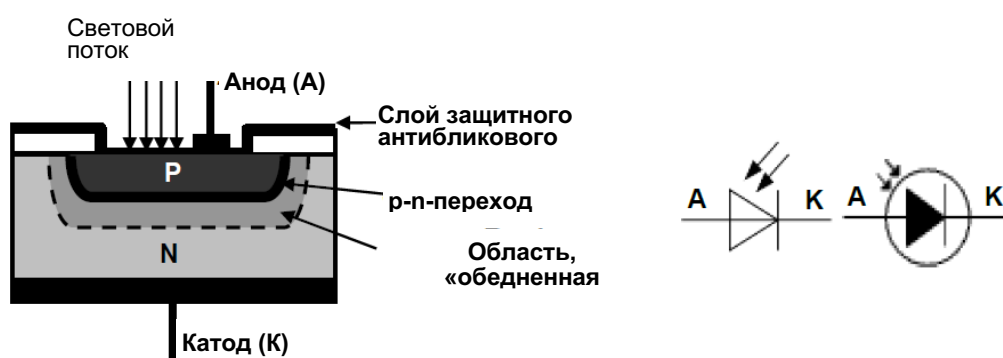 Световой
поток
Анод (А)
Слой защитного
антибликового
P
p-n-переход
N
Область,
«обедненная
Катод (К)
A K A K